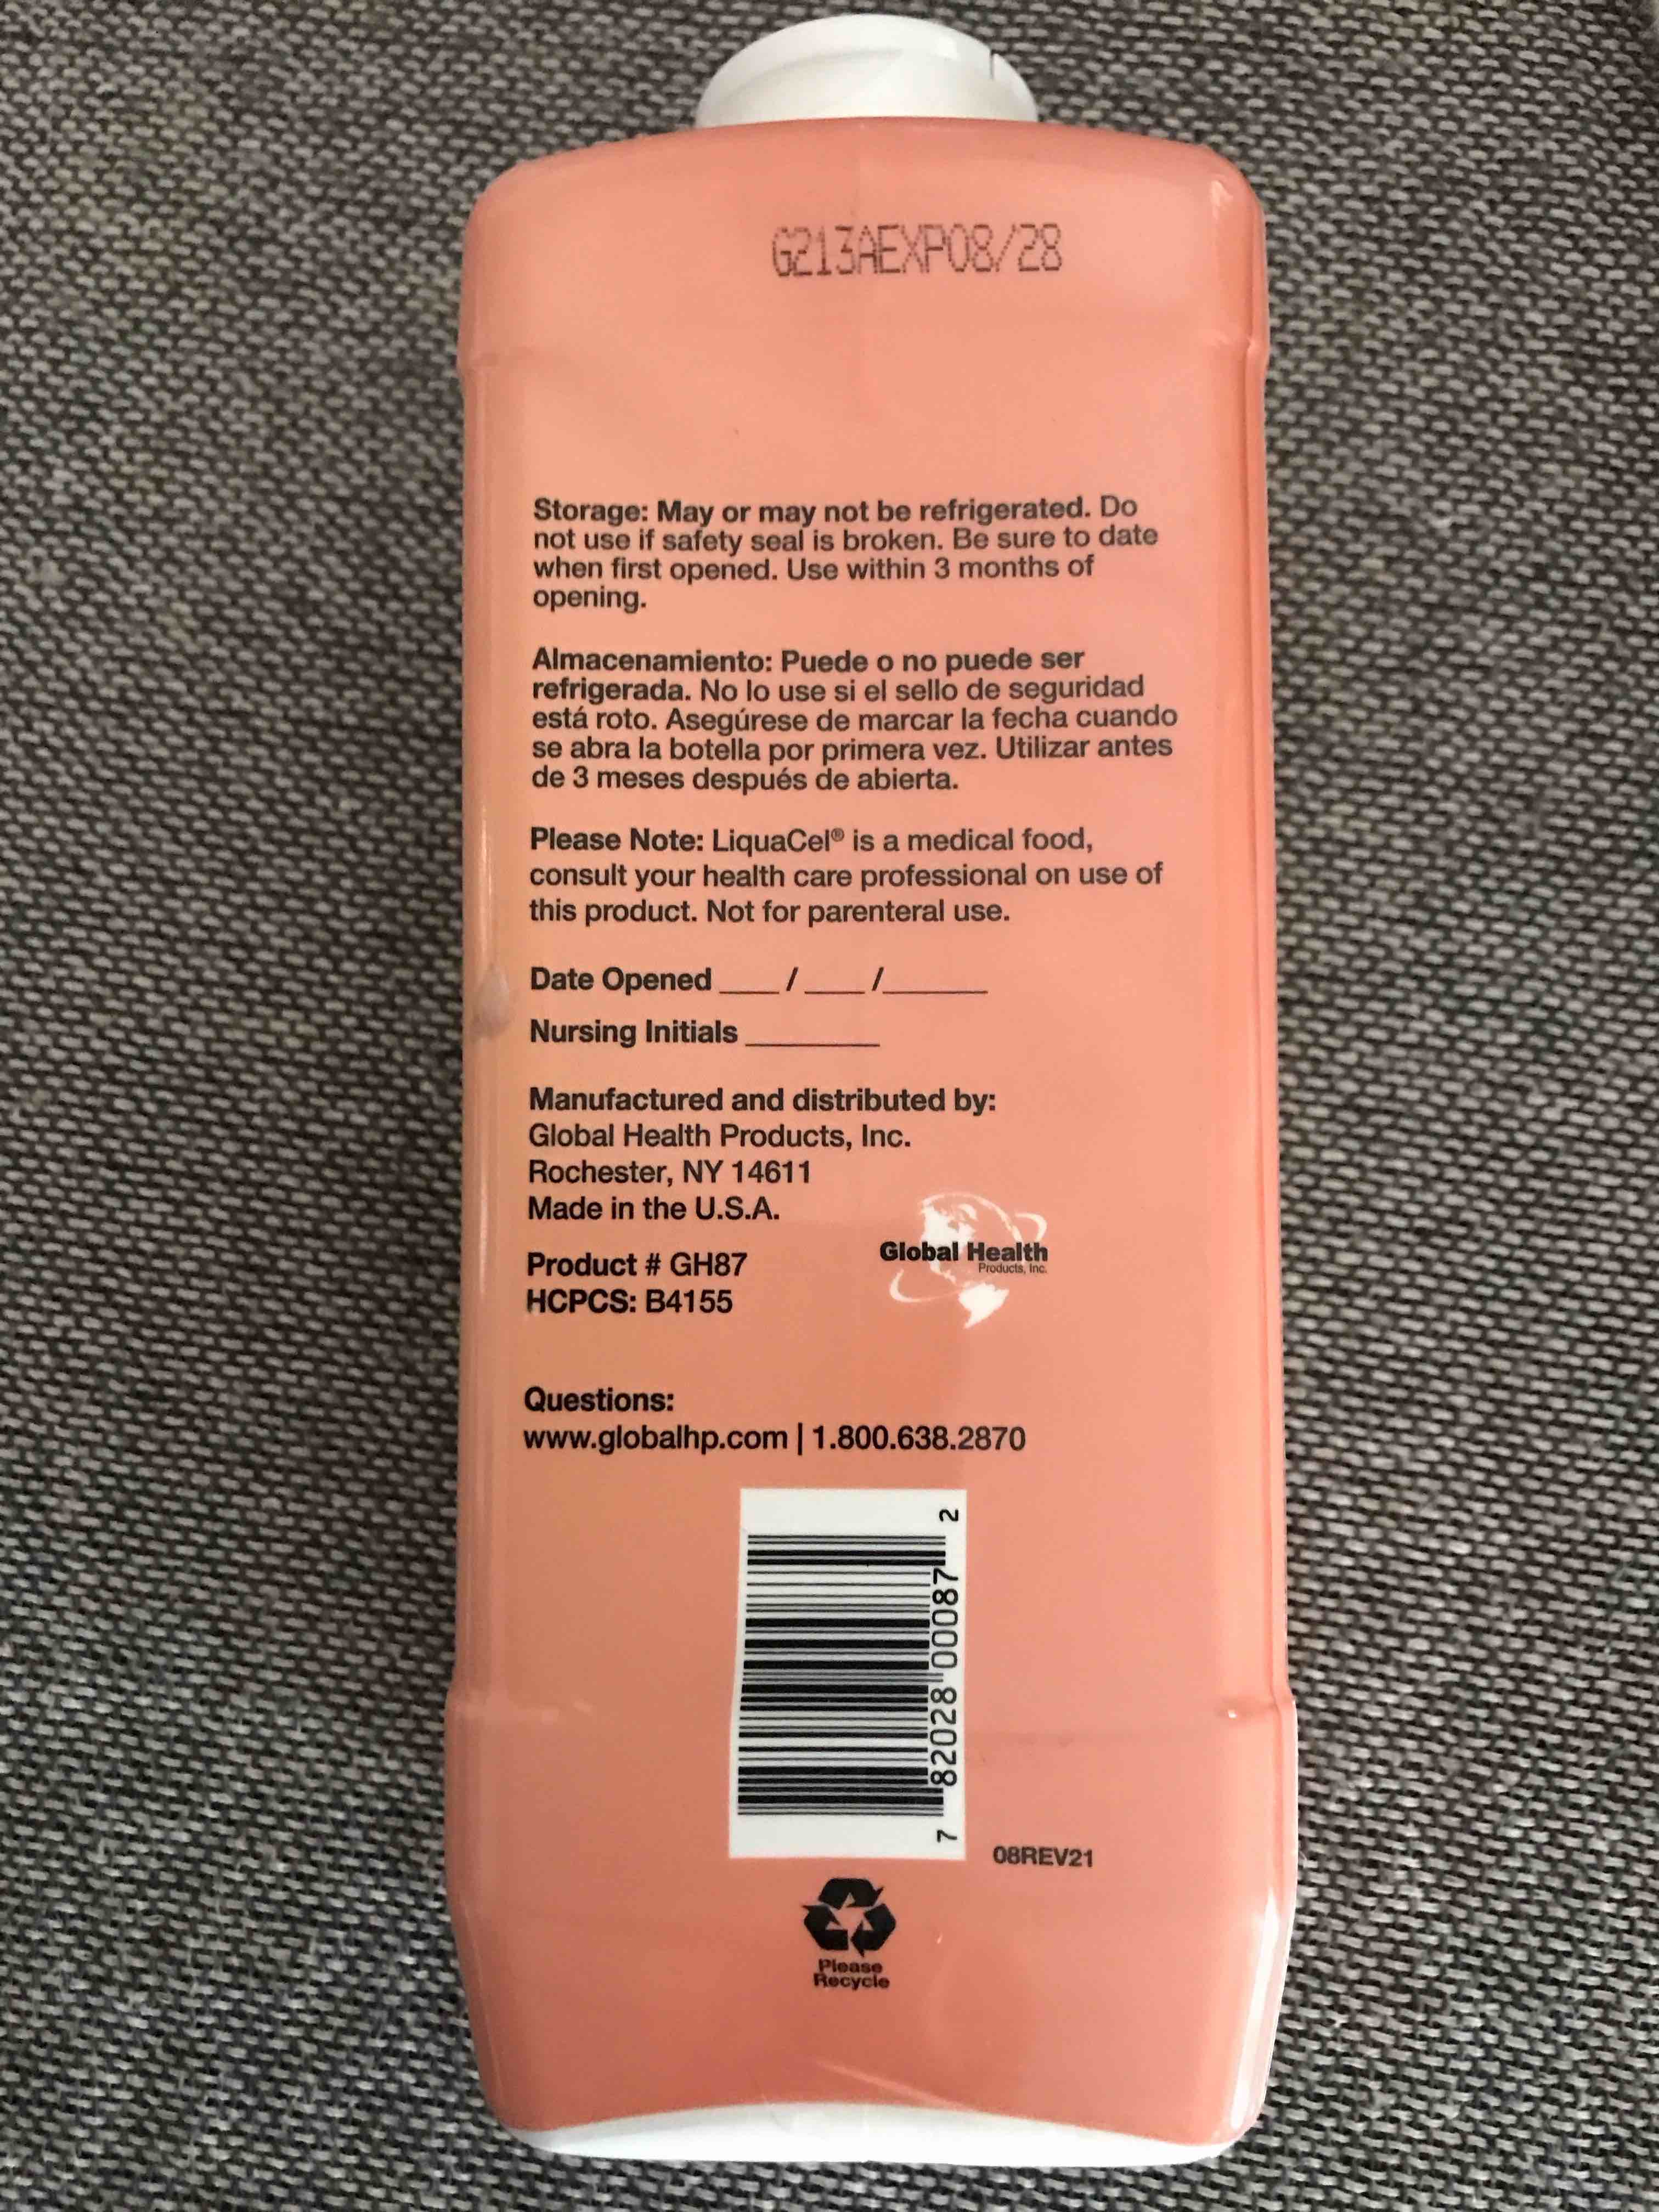 G213AEXP08/28
Storage: May or may not be refrigerated. Do
not use if safety seal is broken. Be sure to date
when first opened. Use within 3 months of
opening.
Almacenamiento: Puede o no puede ser
refrigerada. No lo use si el sello de seguridad
está roto. Asegúrese de marcar la fecha cuando
se abra la botella por primera vez. Utilizar antes
de 3 meses después de abierta.
Please Note: LiquaCel® is a medical food,
consult your health care professional on use of
this product. Not for parenteral use.
Date Opened ___ / ___ /_____
Nursing Initials _______
Manufactured and distributed by:
Global Health Products, Inc.
Rochester, NY 14611
Made in the U.S.A.
Global Health
Products, Inc.
Product # GH87
HCPCS: B4155
Questions:
www.globalhp.com | 1.800.638.2870
7 82028 00087 2
08REV21
Please
Recycle